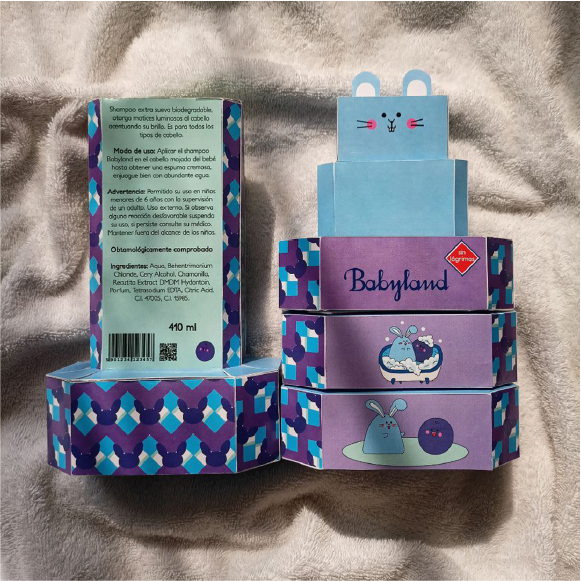 Shampoo extra suave biodegradable,
otorga matices luminosos al cabello
acentuando su brillo. Es para todos los
tipos de cabello.
Modo de uso: Aplicar el shampoo
Babyland en el cabello mojado del bebé
hasta obtener una espuma cremosa,
enjuague bien con abundante agua.
Advertencia: Permitido su uso en niños
menores de 6 años con la supervisión
de un adulto. Uso externo. Si observa
alguna reacción desfavorable suspenda
su uso, si persiste consulte su médico.
Mantener fuera del alcance de los niños.
Obtamológicamente comprobado
Ingredientes: Aqua, Behentrimonium
Chloride, Cery Alcohol, Chamomilla,
Recutita Extract DMDM Hydantoin,
Parfum, Tetrasodium EDTA, Citric Acid,
C.I. 47005, C.I. 15985.
410 ml
sin
lágrimas
Babyland